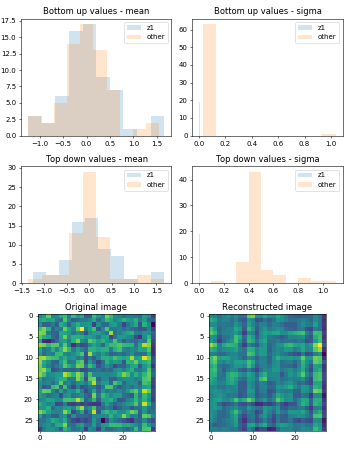 Bottom up values - mean
Bottom up values - sigma
17.5
15.0
12.5
10.0
7.5
5.0
2.5
0.0
z1
other
−1.0 −0.5 0.0 0.5 1.0 1.5
60
50
40
30
20
10
0
z1
other
0.0 0.2 0.4 0.6 0.8 1.0
Top down values - mean
Top down values - sigma
30
25
20
15
10
5
0
z1
other
−1.5 −1.0 −0.5 0.0 0.5 1.0 1.5
40
30
20
10
0
z1
other
0.0 0.2 0.4 0.6 0.8 1.0
Original image
Reconstructed image
0
5
10
15
20
25
0 10 20
0
5
10
15
20
25
0 10 20